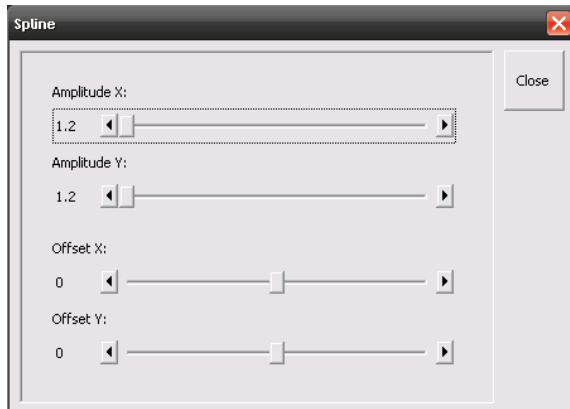 Spline
Close
Amplitude X:
1.2
Amplitude Y:
1.2
Offset X:
0
Offset Y:
0